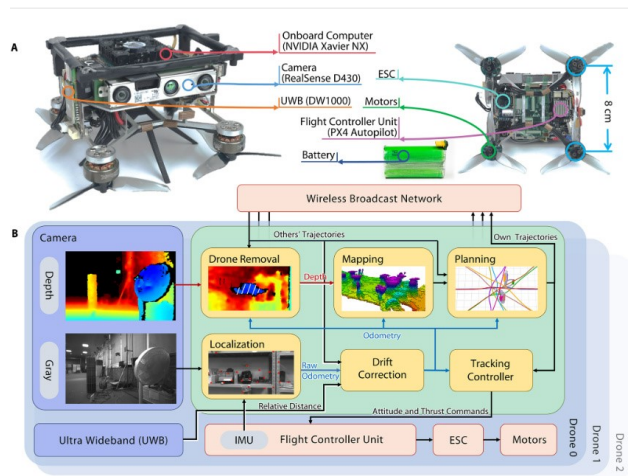 A
Onboard Computer
(NVIDIA Xavier NX)
Camera
(RealSense D430)
UWB (DW1000)
ESC
Motors
Flight Controller Unit
(PX4 Autopilot)
Battery
8 cm
Wireless Broadcast Network
B
Camera
Others' Trajectories
Own Trajectories
Depth
Drone Removal
Depth
Mapping
Planning
Odometry
Gray
Localization
Raw
Odometry
Drift
Correction
Tracking
Controller
Relative Distance
Attitude and Thrust Commands
Ultra Wideband (UWB)
IMU
Flight Controller Unit
ESC
Motors
Drone 0
Drone 1
Drone 2